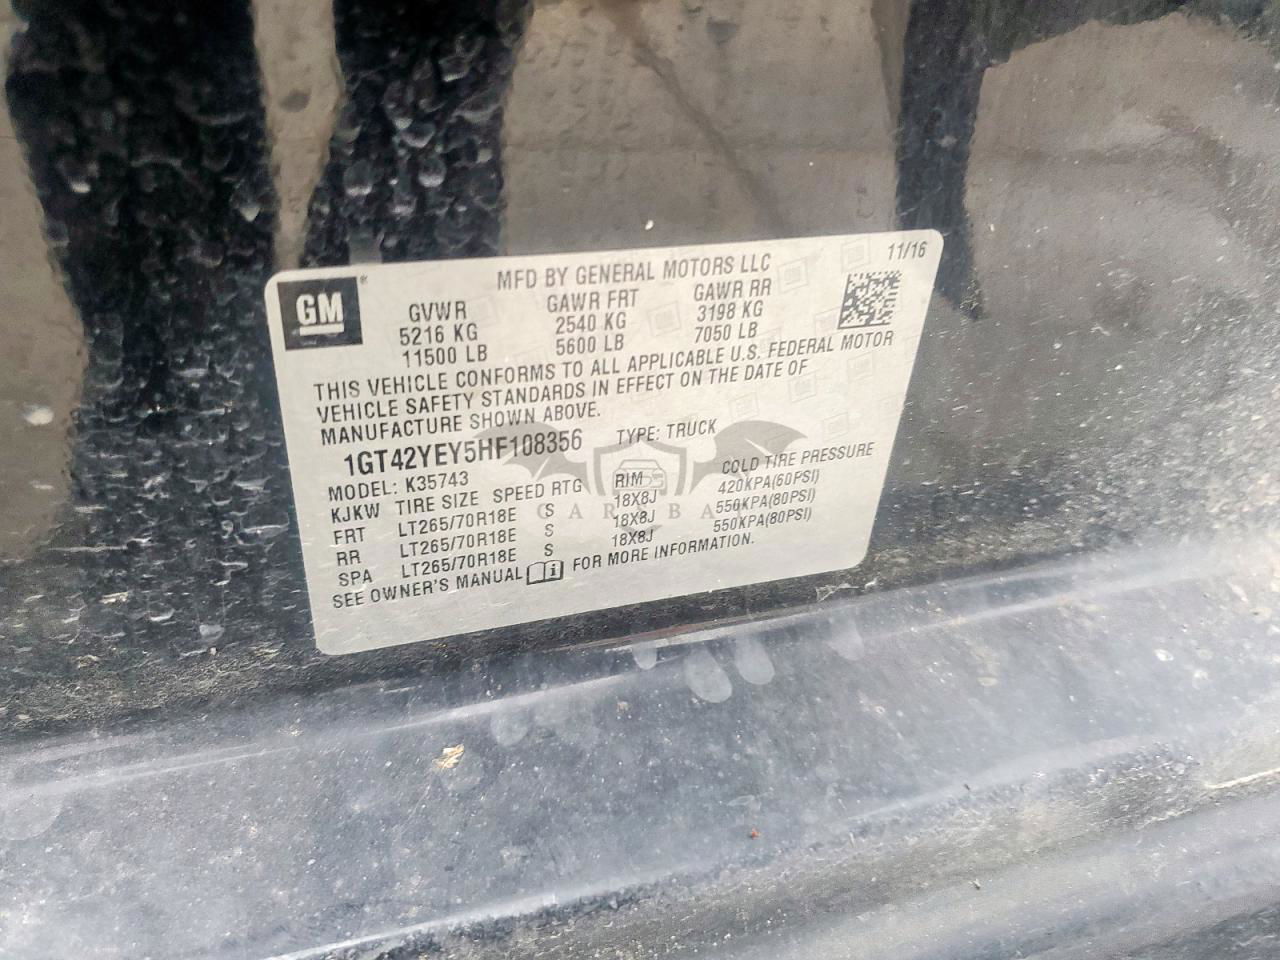 GM
MFD BY GENERAL MOTORS LLC 11/16
GVWR GAWR FRT GAWR RR
5216 KG 2540 KG 3198 KG
11500 LB 5600 LB 7050 LB
THIS VEHICLE CONFORMS TO ALL APPLICABLE U.S. FEDERAL MOTOR
VEHICLE SAFETY STANDARDS IN EFFECT ON THE DATE OF
MANUFACTURE SHOWN ABOVE.
1GT42YEY5HF108356 TYPE: TRUCK
MODEL: K35743
KJKW TIRE SIZE SPEED RTG RIM COLD TIRE PRESSURE
FRT LT265/70R18E S 18X8J 420KPA(60PSI)
RR LT265/70R18E S 18X8J 550KPA(80PSI)
SPA LT265/70R18E S 18X8J 550KPA(80PSI)
SEE OWNER'S MANUAL i FOR MORE INFORMATION.